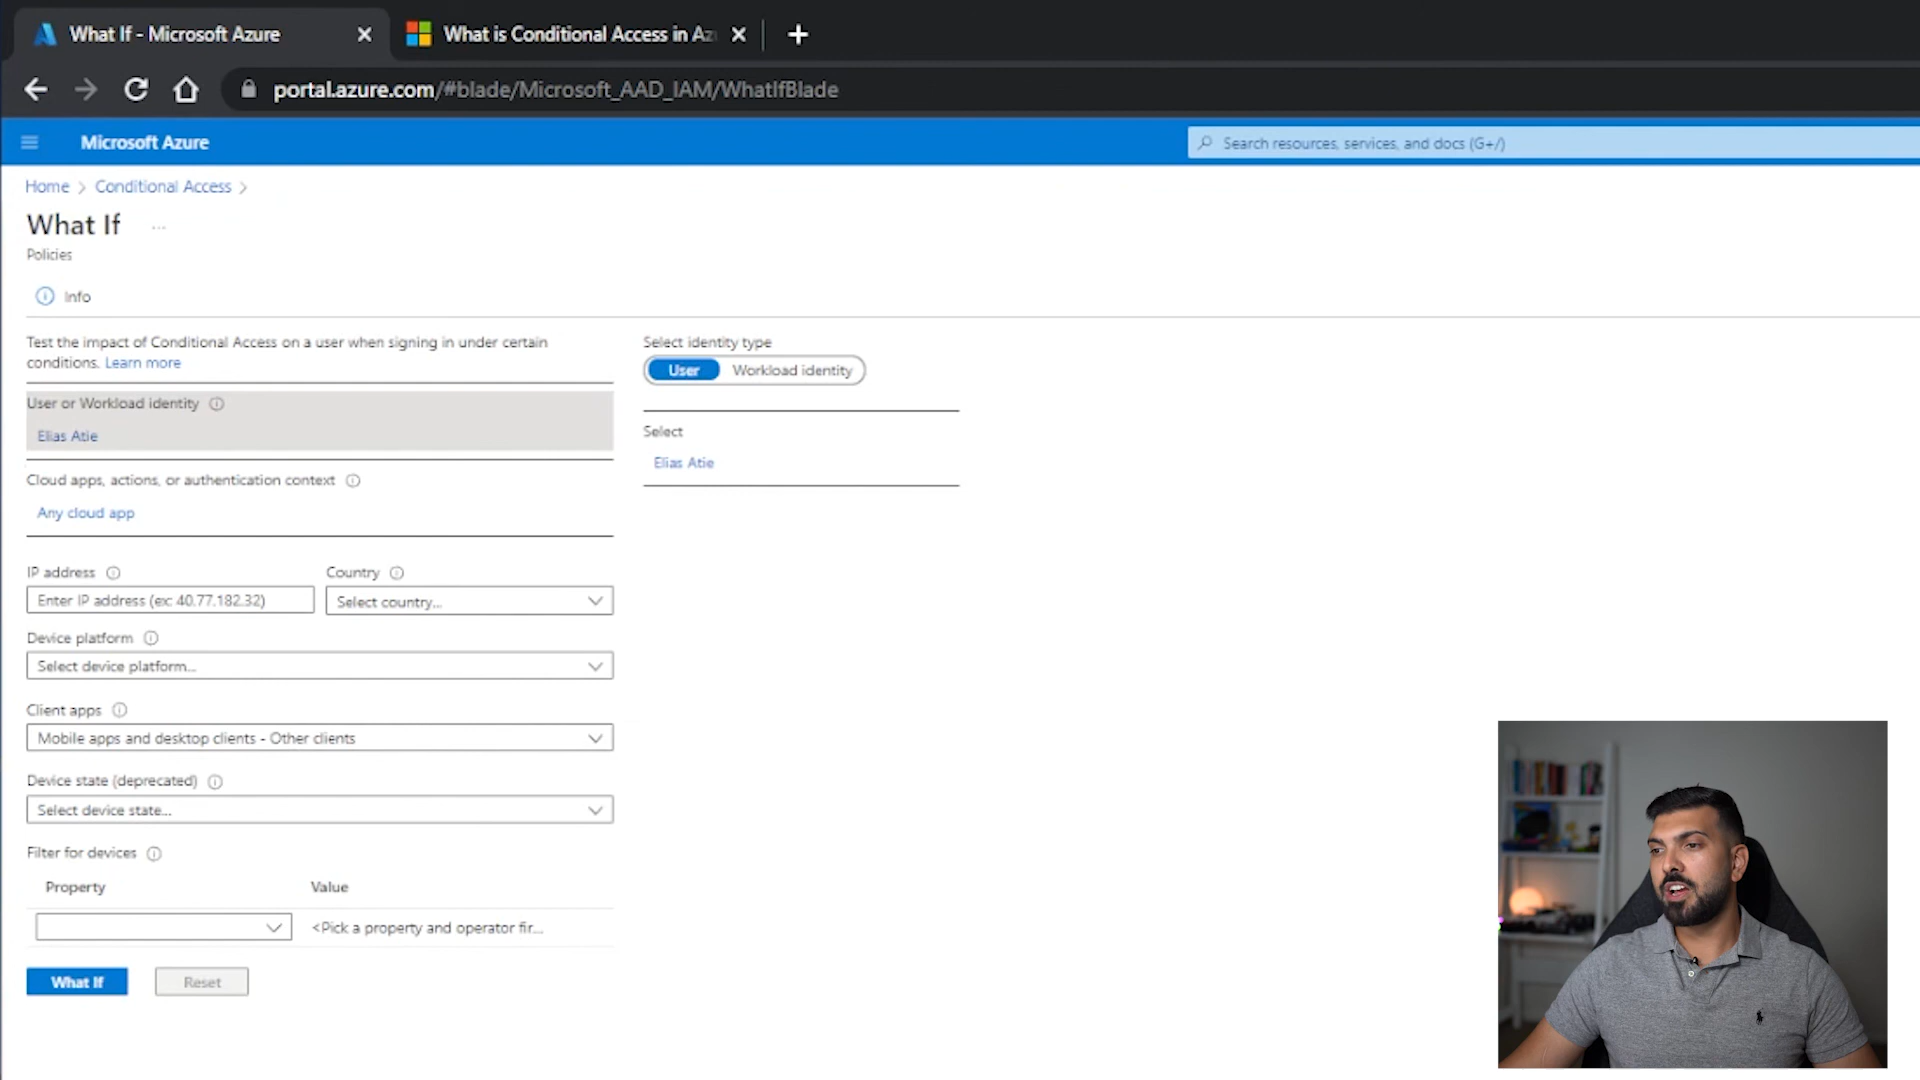 What If - Microsoft Azure
What is Conditional Access in Az
portal.azure.com/#blade/Microsoft_AAD_IAM/WhatIfBlade
Microsoft Azure
Search resources, services, and docs (G+/)
Home > Conditional Access >
What If ...
Policies
Info
Test the impact of Conditional Access on a user when signing in under certain
conditions. Learn more
User or Workload identity
Elias Atie
Cloud apps, actions, or authentication context
Any cloud app
IP address
Country
Enter IP address (ex: 40.77.182.32)
Select country...
Device platform
Select device platform...
Client apps
Mobile apps and desktop clients - Other clients
Device state (deprecated)
Select device state...
Filter for devices
Property
Value
<Pick a property and operator fir...
What If
Reset
Select identity type
User
Workload identity
Select
Elias Atie